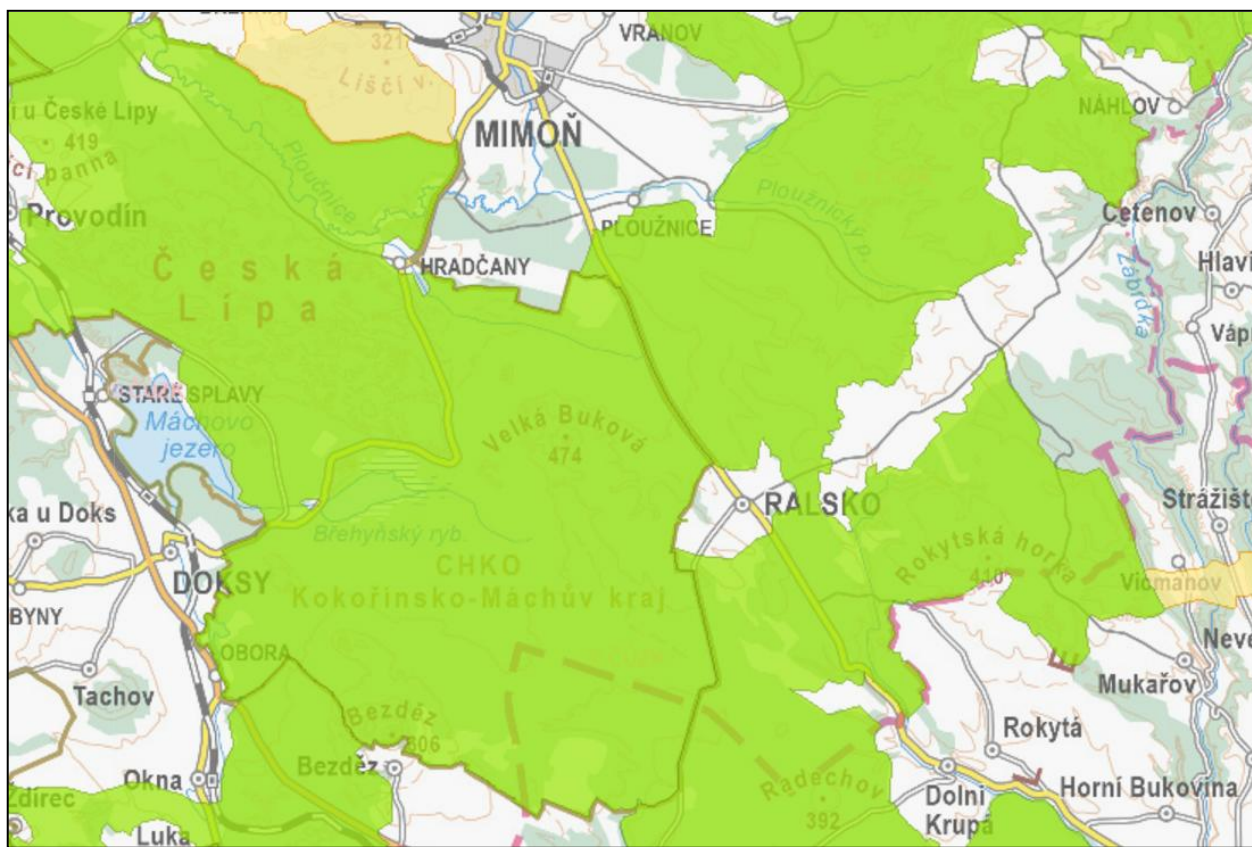 321
Liščí v.
VRANOV
MIMOŇ
NÁHLOV
í u České Lípy
419
čí panna
Ploučnice
Provodín
PLOUŽNICE
Ploužnický p.
Cetenov
Zábrdka
Hlavi
HRADČANY
Česká
Lípa
Váp
STARÉ SPLAVY
Máchovo
jezero
Velká Buková
474
RALSKO
Strážišt
ka u Doks
Břehyňský ryb.
DOKSY
CHKO
Kokořínsko-Máchův kraj
Rokytská horka
410
Vicmanov
BYNY
OBORA
Neve
Tachov
Mukařov
Bezděz
606
Bezděz
Rokytá
Okna
Radechov
392
Dolní
Krupá
Horní Bukovina
Ždírec
Luka